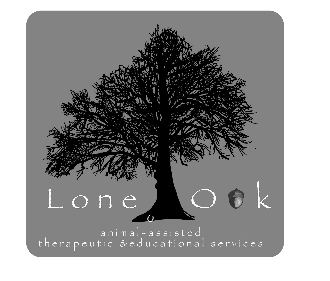 Lone Oak
animal-assisted
therapeutic &educational services